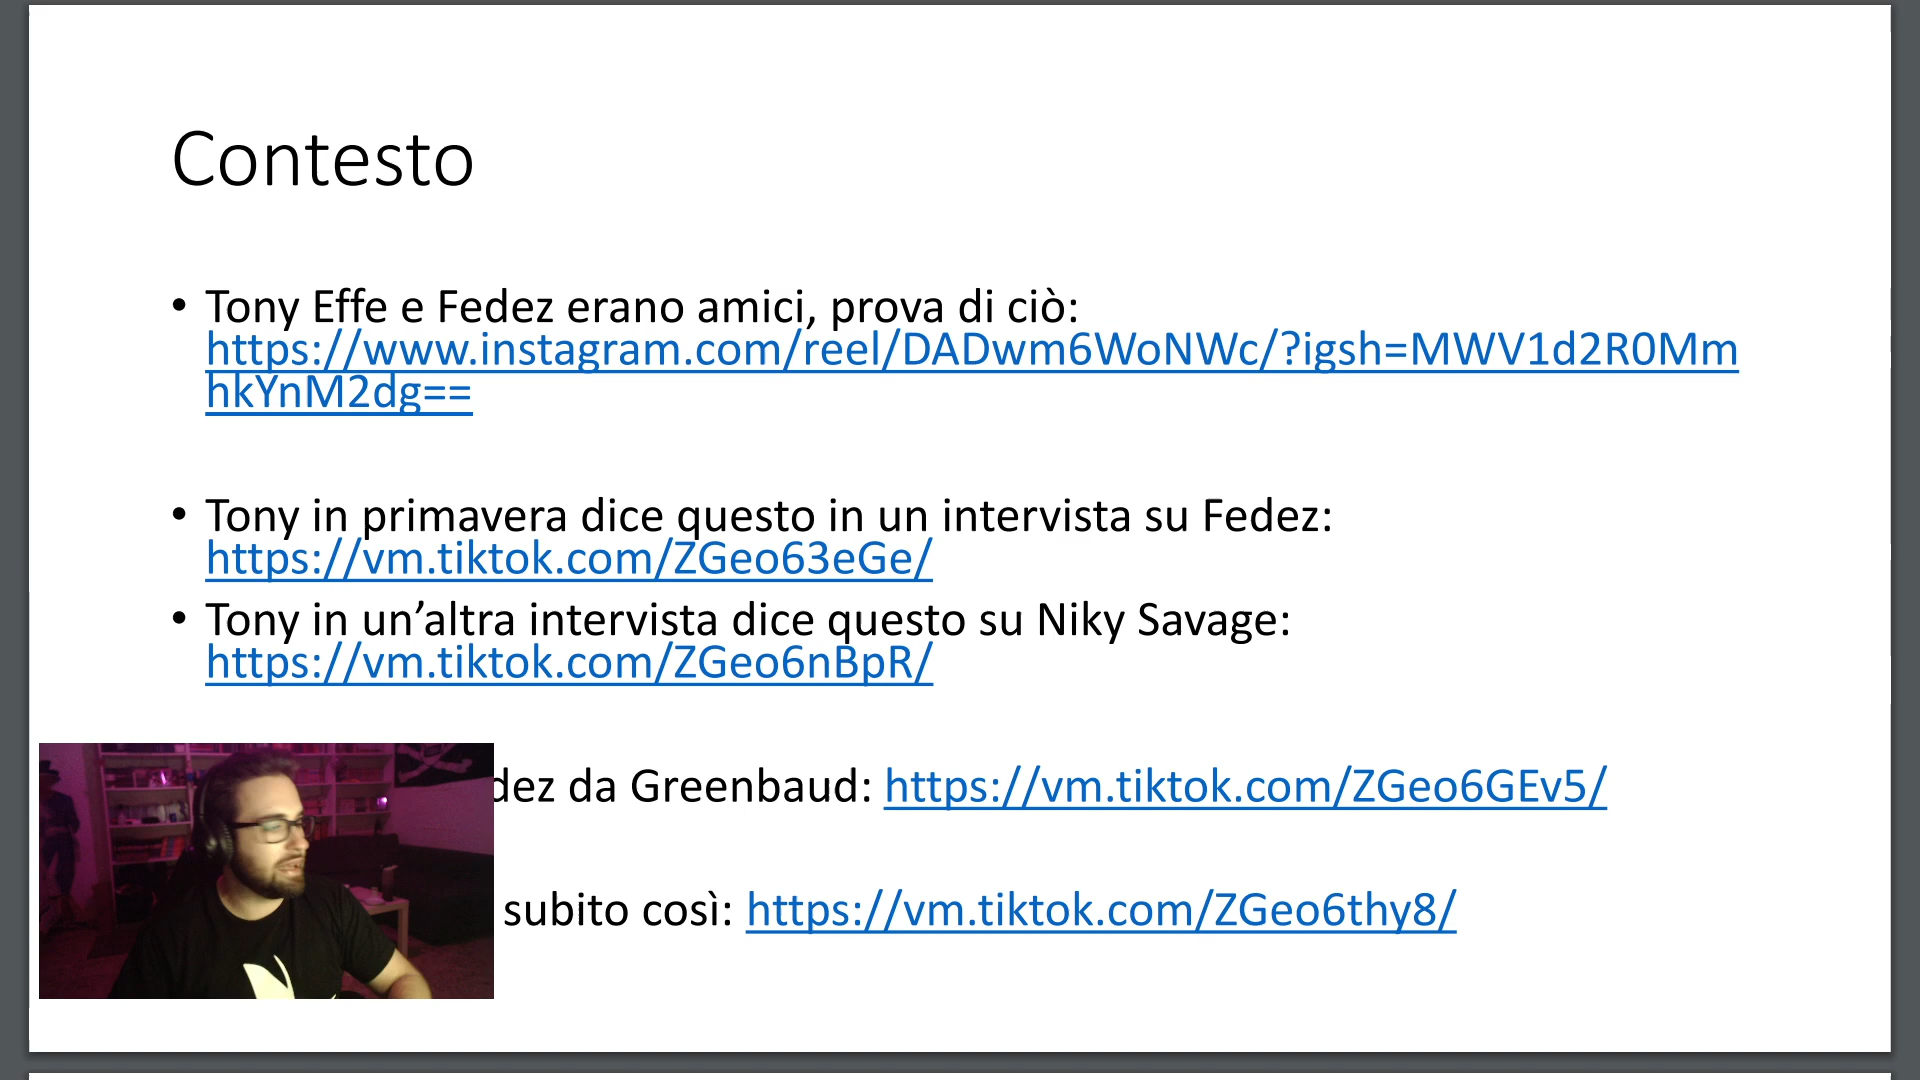 Contesto
• Tony Effe e Fedez erano amici, prova di ciò:
https://www.instagram.com/reel/DADwm6WoNWc/?igsh=MWV1d2R0Mm
hkYnM2dg==
• Tony in primavera dice questo in un intervista su Fedez:
https://vm.tiktok.com/ZGeo63eGe/
• Tony in un’altra intervista dice questo su Niky Savage:
https://vm.tiktok.com/ZGeo6nBpR/
dez da Greenbaud: https://vm.tiktok.com/ZGeo6GEv5/
subito così: https://vm.tiktok.com/ZGeo6thy8/